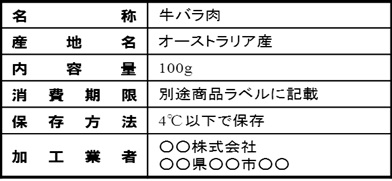 名称 牛バラ肉
産地名 オーストラリア産
内容量 100g
消費期限 別途商品ラベルに記載
保存方法 4℃以下で保存
加工業者 〇〇株式会社
〇〇県〇〇市〇〇